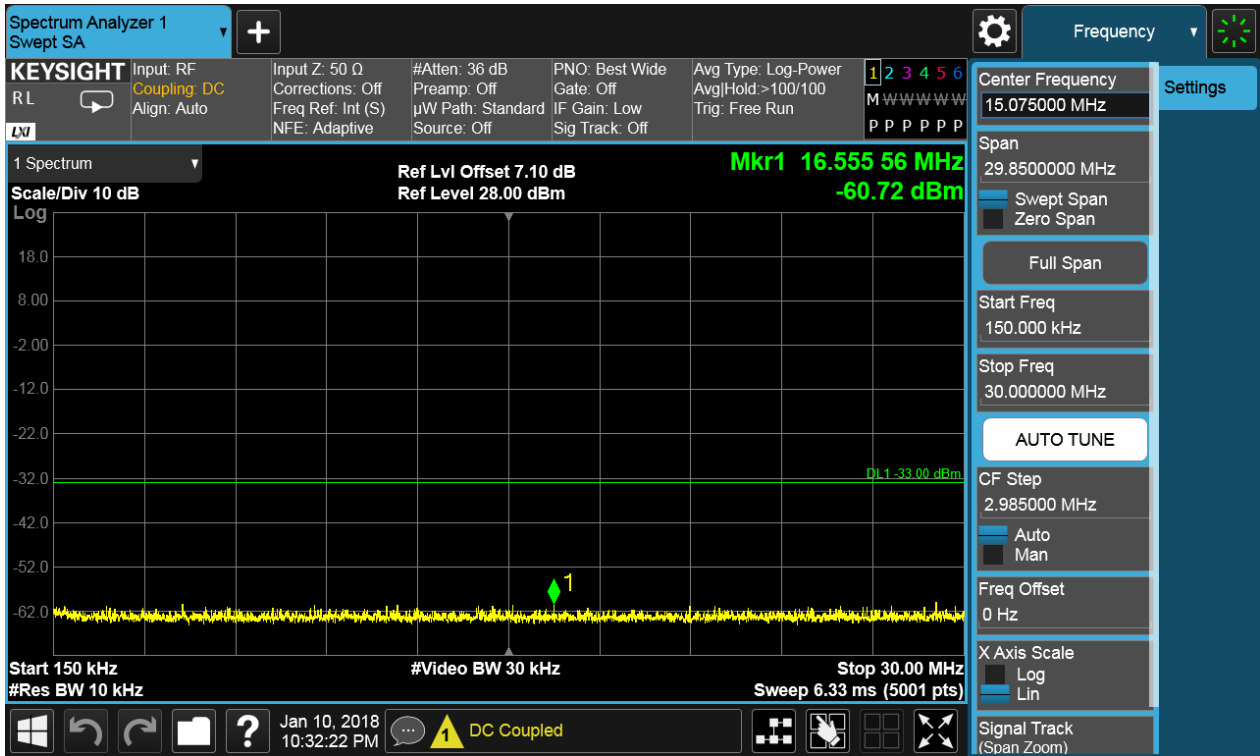 Spectrum Analyzer 1
Swept SA
Frequency
KEYSIGHT
RL
LXI
Input: RF
Coupling: DC
Align: Auto
Input Z: 50 Ω
Corrections: Off
Freq Ref: Int (S)
NFE: Adaptive
#Atten: 36 dB
Preamp: Off
µW Path: Standard
Source: Off
PNO: Best Wide
Gate: Off
IF Gain: Low
Sig Track: Off
Avg Type: Log-Power
Avg|Hold:>100/100
Trig: Free Run
1 2 3 4 5 6
M W W W W W
P P P P P P
1 Spectrum
Scale/Div 10 dB
Log
Ref Lvl Offset 7.10 dB
Ref Level 28.00 dBm
Mkr1 16.555 56 MHz
-60.72 dBm
18.0
8.00
-2.00
-12.0
-22.0
-32.0
-42.0
-52.0
-62.0
DL1 -33.00 dBm
1
Start 150 kHz
#Res BW 10 kHz
#Video BW 30 kHz
Stop 30.00 MHz
Sweep 6.33 ms (5001 pts)
Center Frequency
15.075000 MHz
Span
29.8500000 MHz
Swept Span
Zero Span
Full Span
Start Freq
150.000 kHz
Stop Freq
30.000000 MHz
AUTO TUNE
CF Step
2.985000 MHz
Auto
Man
Freq Offset
0 Hz
X Axis Scale
Log
Lin
Signal Track
(Span Zoom)
Settings
?
Jan 10, 2018
10:32:22 PM
1
DC Coupled